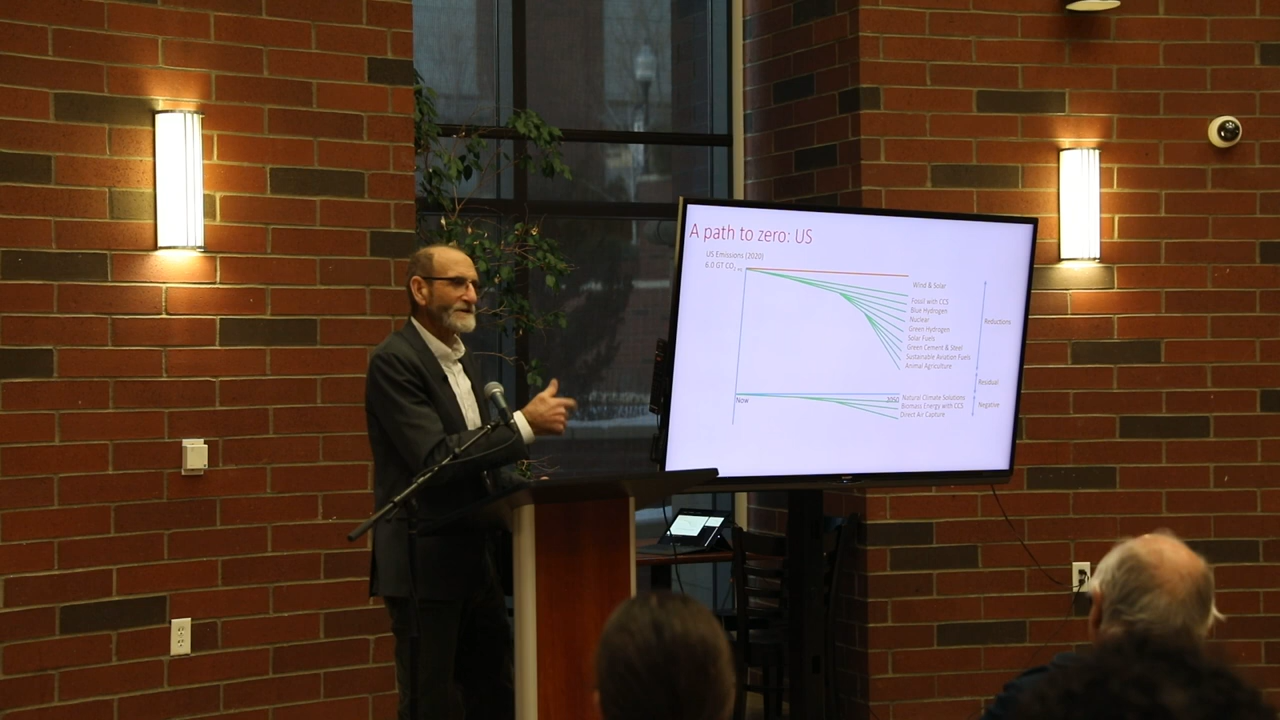 A path to zero: US
US Emissions (2020)
6.0 GT CO2
Wind & Solar
Fossil with CCS
Blue Hydrogen
Nuclear
Green Hydrogen
Solar Fuels
Green Cement & Steel
Sustainable Aviation Fuels
Animal Agriculture
Reductions
Residual
Now
2050
Natural Climate Solutions
Biomass Energy with CCS
Direct Air Capture
Negative